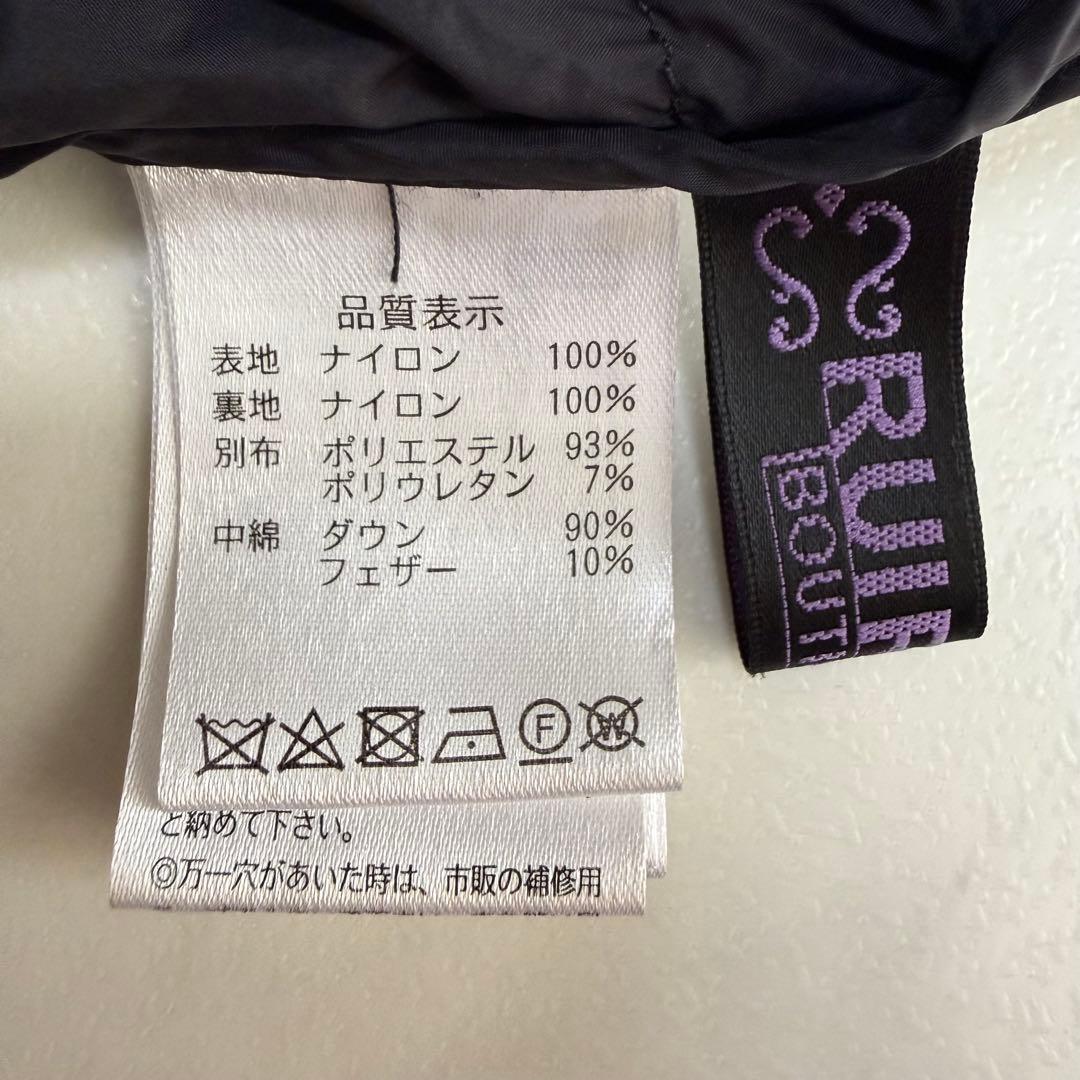 品質表示
表地 ナイロン 100%
裏地 ナイロン 100%
別布 ポリエステル 93%
ポリウレタン 7%
中綿 ダウン 90%
フェザー 10%
F
W
と納めて下さい。
◎万一穴があいた時は、市販の補修用